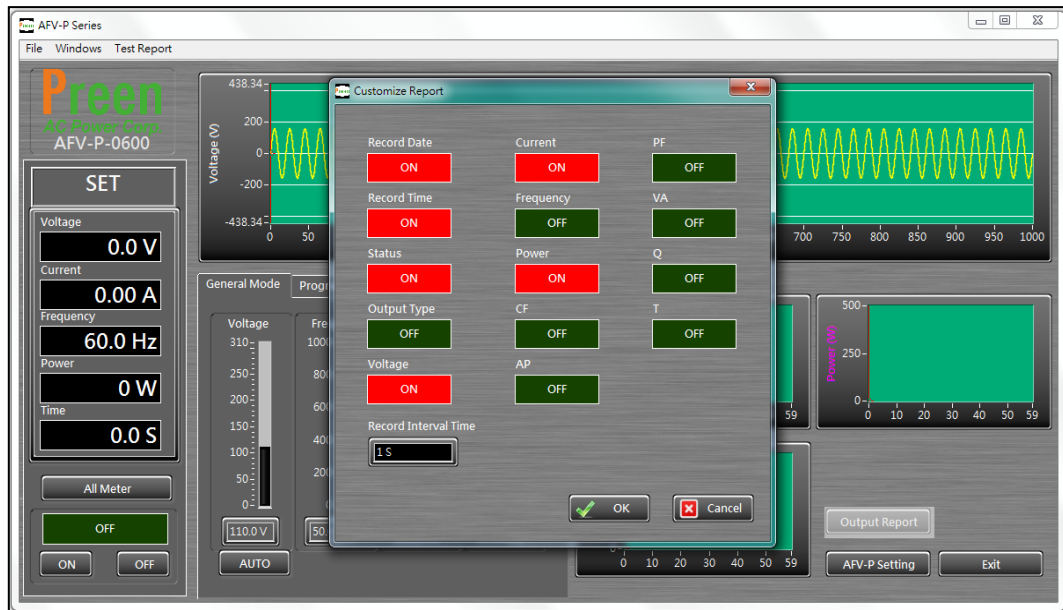 AFV-P Series
File Windows Test Report
Preen
AC Power Corp.
AFV-P-0600
SET
Voltage
0.0 V
Current
0.00 A
Frequency
60.0 Hz
Power
0 W
Time
0.0 S
All Meter
OFF
ON OFF
Voltage (V)
438.34
200
0
-200
-438.34
0 50 700 750 800 850 900 950 1000
General Mode Progr
Voltage Fre
310 1000
250 800
200 600
150
100 400
50 200
0
110.0 V 50.
AUTO
Customize Report
Record Date Current PF
ON ON OFF
Record Time Frequency VA
ON OFF OFF
Status Power Q
ON ON OFF
Output Type CF T
OFF OFF OFF
Voltage AP
ON OFF
Record Interval Time
1 S
OK Cancel
59
Power (W)
500
250
0
0 10 20 30 40 50 59
0 10 20 30 40 50 59
Output Report
AFV-P Setting Exit